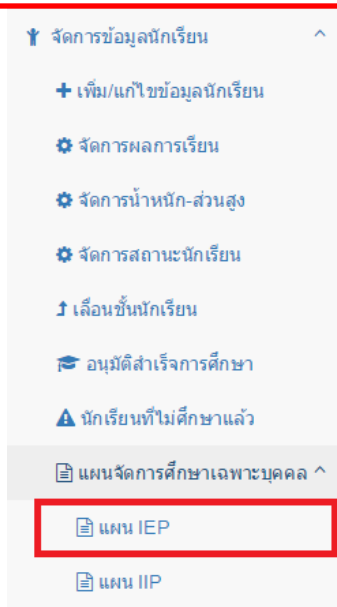 จัดการข้อมูลนักเรียน
เพิ่ม/แก้ไขข้อมูลนักเรียน
จัดการผลการเรียน
จัดการน้ำหนัก-ส่วนสูง
จัดการสถานะนักเรียน
เลื่อนชั้นนักเรียน
อนุมัติสำเร็จการศึกษา
นักเรียนที่ไม่ศึกษาแล้ว
แผนจัดการศึกษาเฉพาะบุคคล
แผน IEP
แผน IIP